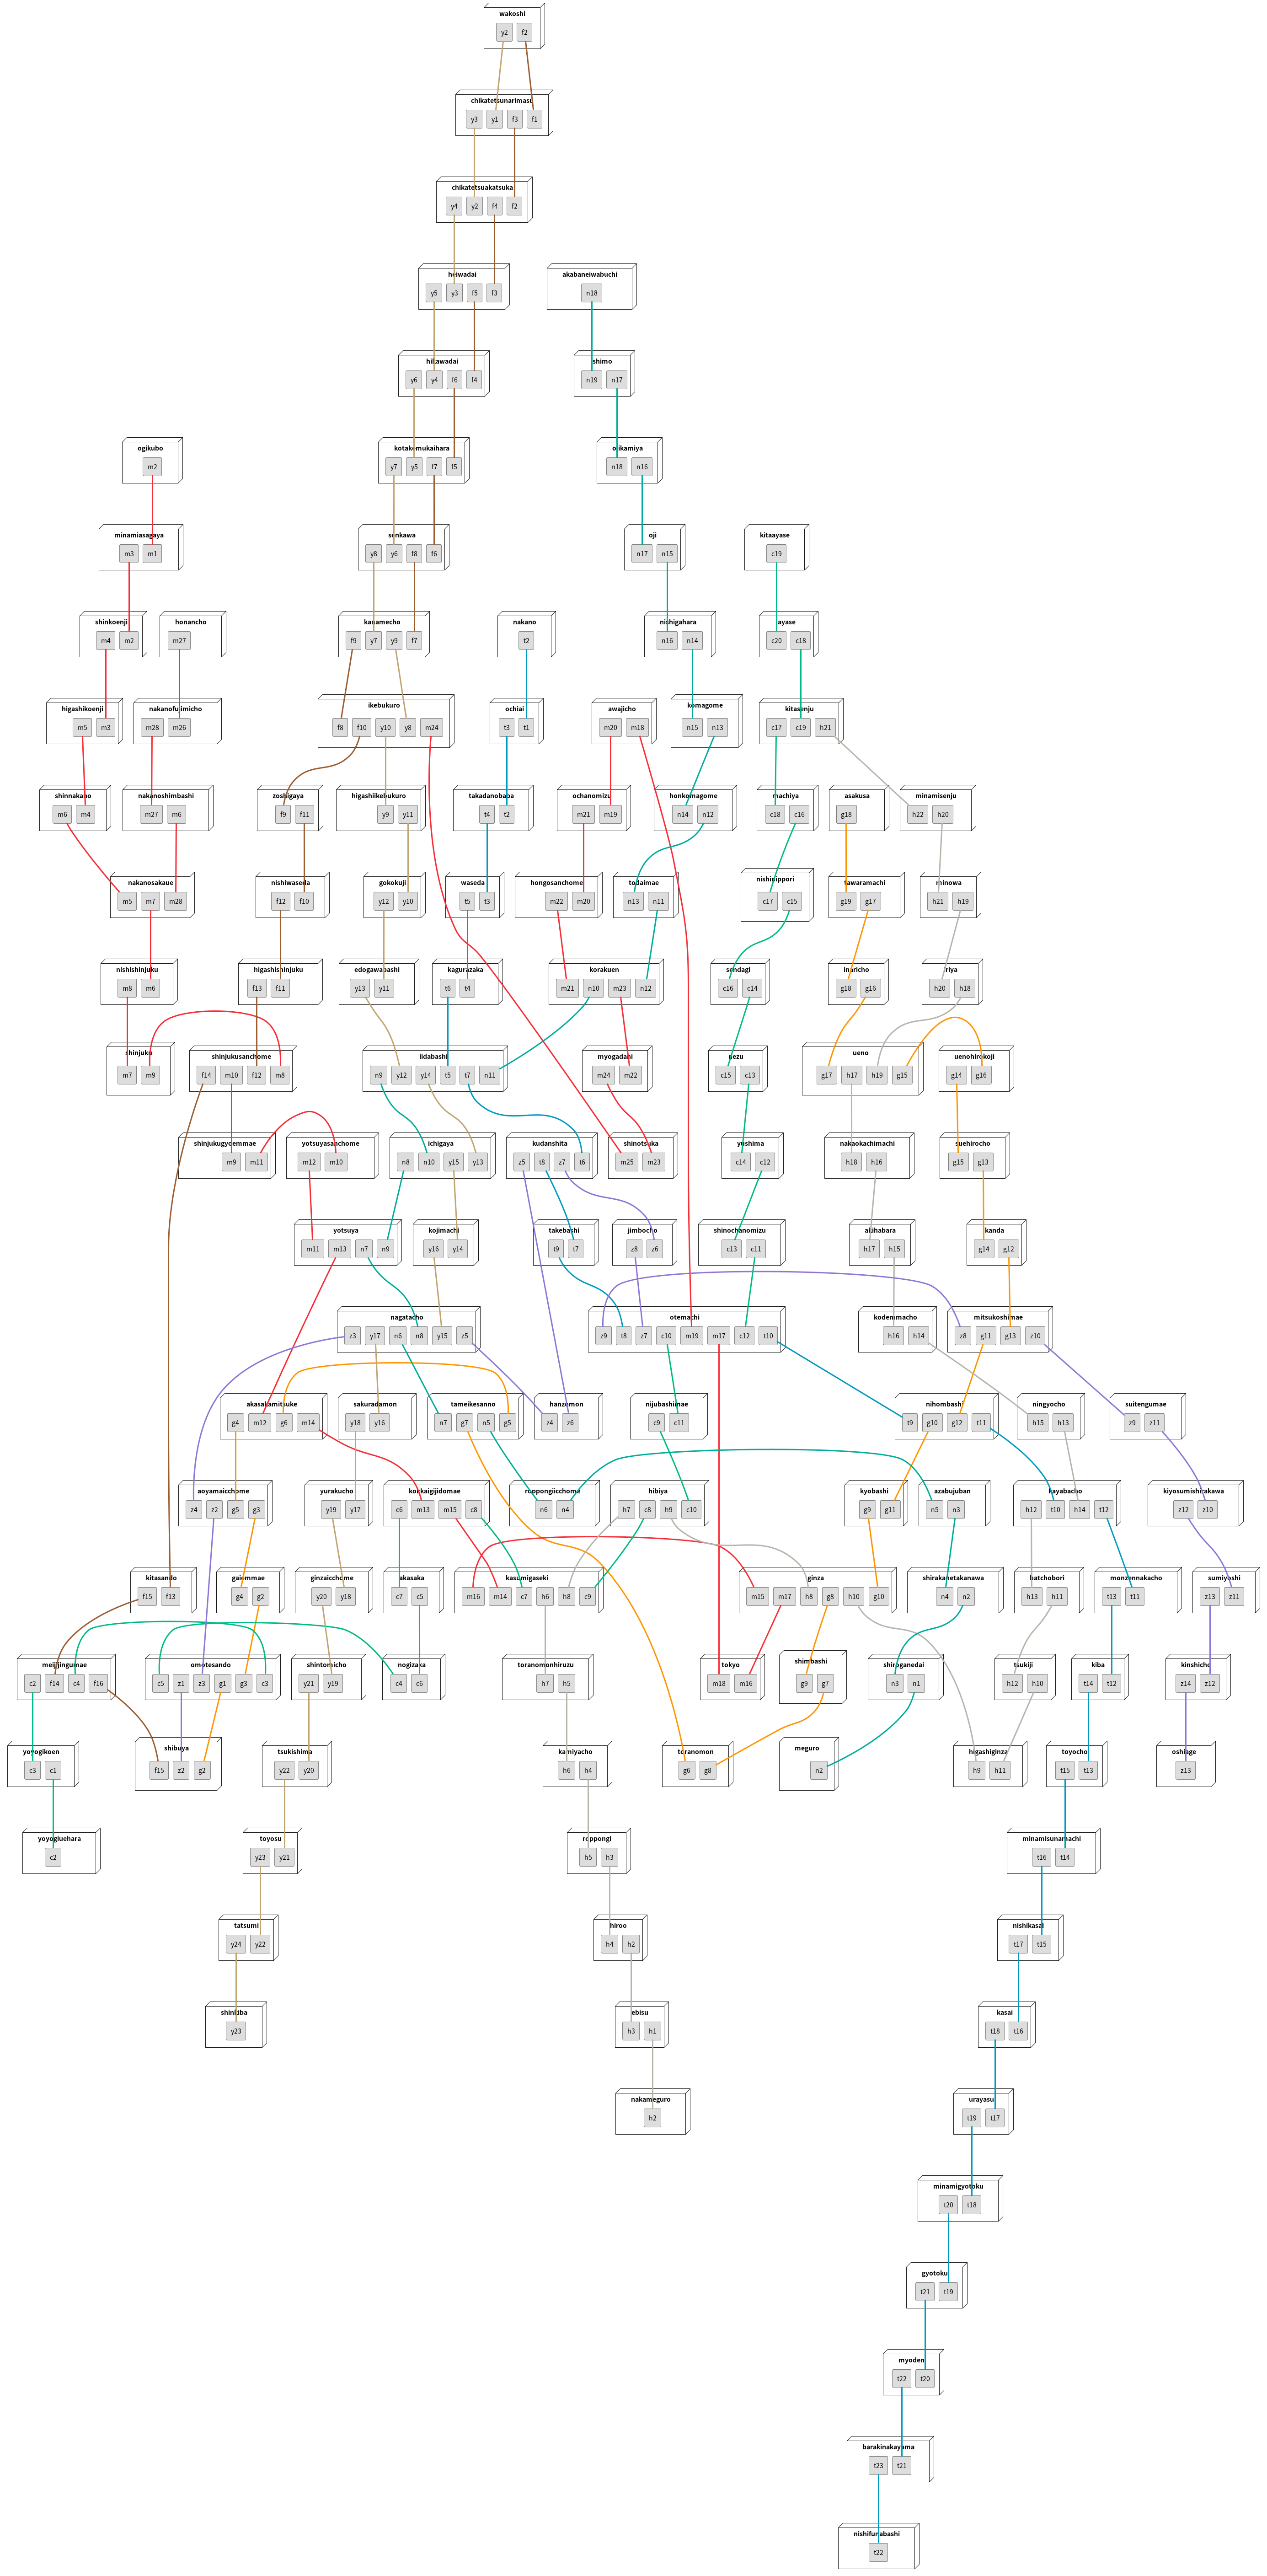 wakoshi
y2 f2
chikatetsunarimasu
y3 y1 f3 f1
chikatetsuakatsuka
y4 y2 f4 f2
heiwadai
y5 y3 f5 f3
akabaneiwabuchi
n18
hikawadai
y6 y4 f6 f4
shimo
n19 n17
ogikubo
m2
kotakemukaihara
y7 y5 f7 f5
ojikamiya
n18 n16
minamiasagaya
m3 m1
senkawa
y8 y6 f8 f6
oji
n17 n15
kitaayase
c19
shinkoenji
m4 m2
honancho
m27
kanamecho
f9 y7 y9 f7
nakano
t2
nishigahara
n16 n14
ayase
c20 c18
higashikoenji
m5 m3
nakanofujimicho
m28 m26
ikebukuro
f8 f10 y10 y8 m24
ochiai
t3 t1
awajicho
m20 m18
komagome
n15 n13
kitasenju
c17 c19 h21
shinnakano
m6 m4
nakanoshimbashi
m27 m6
zoshigaya
f9 f11
higashiikebukuro
y9 y11
takadanobaba
t4 t2
ochanomizu
m21 m19
honkomagome
n14 n12
machiya
c18 c16
asakusa
g18
minamisenju
h22 h20
nakanosakaue
m5 m7 m28
nishiwaseda
f12 f10
gokokuji
y12 y10
waseda
t5 t3
hongosanchome
m22 m20
todaimae
n13 n11
nishinippori
c17 c15
tawaramachi
g19 g17
minowa
h21 h19
nishishinjuku
m8 m6
higashishinjuku
f13 f11
edogawabashi
y13 y11
kagurazaka
t6 t4
korakuen
m21 n10 m23 n12
sendagi
c16 c14
inaricho
g18 g16
iriya
h20 h18
shinjuku
m7 m9
shinjukusanchome
f14 m10 f12 m8
iidabashi
n9 y12 y14 t5 t7 n11
myogadani
m24 m22
nezu
c15 c13
ueno
g17 h17 h19 g15
uenohirokoji
g14 g16
shinjukugyoemmae
m9 m11
yotsuyasanchome
m12 m10
ichigaya
n8 n10 y15 y13
kudanshita
z5 t8 z7 t6
shinotsuka
m25 m23
yushima
c14 c12
nakaokachimachi
h18 h16
suehirocho
g15 g13
yotsuya
m11 m13 n7 n9
kojimachi
y16 y14
takebashi
t9 t7
jimbocho
z8 z6
shinochanomizu
c13 c11
akihabara
h17 h15
kanda
g14 g12
nagatacho
z3 y17 n6 n8 y15 z5
otemachi
z9 t8 z7 c10 m19 m17 c12 t10
kodenmacho
h16 h14
mitsukoshimae
z8 g11 g13 z10
akasakamitsuke
g4 m12 g6 m14
sakuradamon
y18 y16
tameikesanno
n7 g7 n5 g5
hanzomon
z4 z6
nijubashimae
c9 c11
nihombashi
t9 g10 g12 t11
ningyocho
h15 h13
suitengumae
z9 z11
aoyamaicchome
z4 z2 g5 g3
yurakucho
y19 y17
kokkaigijidomae
c6 m13 m15 c8
roppongiicchome
n6 n4
hibiya
h7 c8 h9 c10
kyobashi
g9 g11
azabujuban
n5 n3
kayabacho
h12 t10 h14 t12
kiyosumishirakawa
z12 z10
kitasando
f15 f13
gaiemmae
g4 g2
ginzaicchome
y20 y18
akasaka
c7 c5
kasumigaseki
m16 m14 c7 h6 h8 c9
ginza
m15 m17 h8 g8 h10 g10
shirakanetakanawa
n4 n2
hatchobori
h13 h11
monzennakacho
t13 t11
sumiyoshi
z13 z11
meijijingumae
c2 f14 c4 f16
omotesando
c5 z1 z3 g1 g3 c3
shintomicho
y21 y19
nogizaka
c4 c6
toranomonhiruzu
h7 h5
tokyo
m18 m16
shimbashi
g9 g7
shiroganedai
n3 n1
tsukiji
h12 h10
kiba
t14 t12
kinshicho
z14 z12
yoyogikoen
c3 c1
shibuya
f15 z2 g2
tsukishima
y22 y20
kamiyacho
h6 h4
toranomon
g6 g8
meguro
n2
higashiginza
h9 h11
toyocho
t15 t13
oshiage
z13
yoyogiuehara
c2
toyosu
y23 y21
roppongi
h5 h3
minamisunamachi
t16 t14
tatsumi
y24 y22
hiroo
h4 h2
nishikasai
t17 t15
shinkiba
y23
ebisu
h3 h1
kasai
t18 t16
nakameguro
h2
urayasu
t19 t17
minamigyotoku
t20 t18
gyotoku
t21 t19
myoden
t22 t20
barakinakayama
t23 t21
nishifunabashi
t22